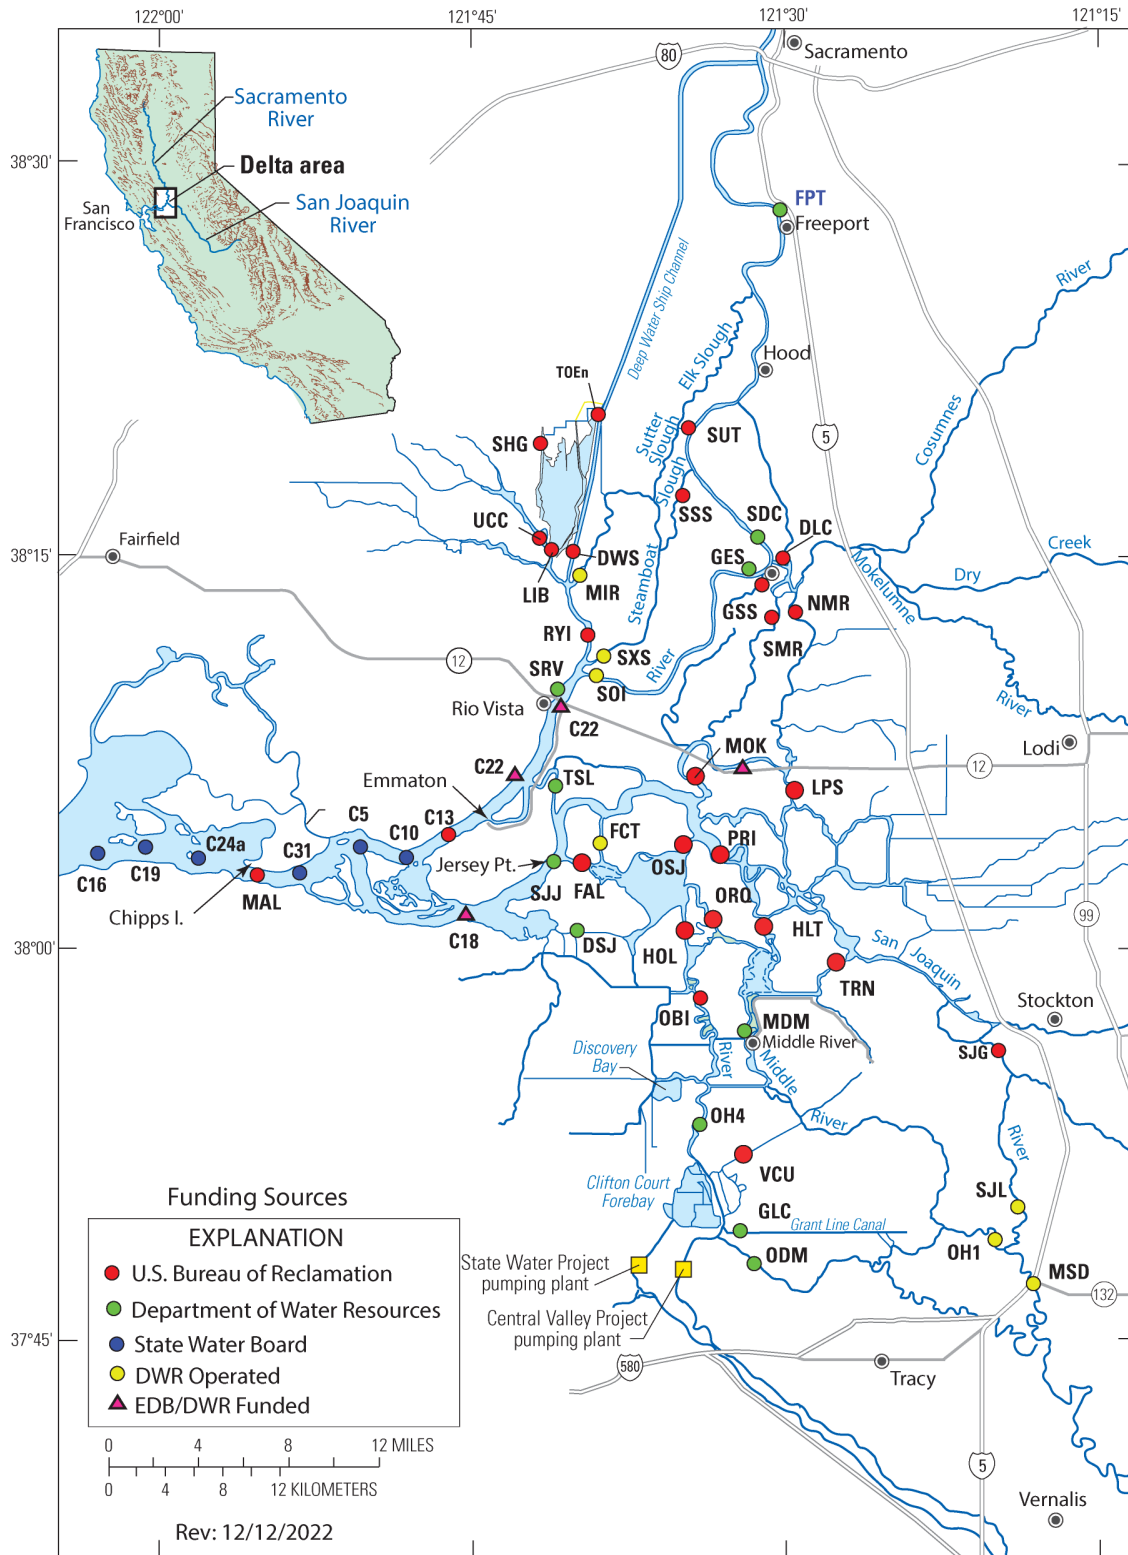 122°00'
121°45'
121°30'
121°15'
80
Sacramento
Sacramento
River
38°30'
Delta area
San Joaquin
River
San
Francisco
FPT
Freeport
River
Deep Water Ship Channel
Elk Slough
Hood
TOEn
Cosumnes
SHG
Sutter
Slough
SUT
5
Slough
SSS
UCC
SDC
DLC
Fairfield
38°15'
DWS
GES
Creek
Dry
LIB
MIR
Steamboat
Mokelumne
GSS
NMR
RYI
SMR
12
SXS
SRV
River
SOI
Rio Vista
River
C22
MOK
Lodi
C22
12
Emmaton
TSL
LPS
C5
C13
FCT
C10
PRI
C24a
C31
Jersey Pt.
OSJ
C16
C19
MAL
SJJ
FAL
ORQ
Chipps I.
C18
HLT
99
DSJ
HOL
San
Joaquin
38°00'
TRN
Stockton
OBI
MDM
Middle River
Discovery
Bay
River
Middle
SJG
OH4
River
River
VCU
Clifton Court
Forebay
SJL
Funding Sources
GLC
Grant Line Canal
EXPLANATION
OH1
ODM
State Water Project
pumping plant
MSD
U.S. Bureau of Reclamation
132
Department of Water Resources
Central Valley Project
pumping plant
37°45'
State Water Board
580
DWR Operated
Tracy
EDB/DWR Funded
0 4 8 12 MILES
5
0 4 8 12 KILOMETERS
Vernalis
Rev: 12/12/2022